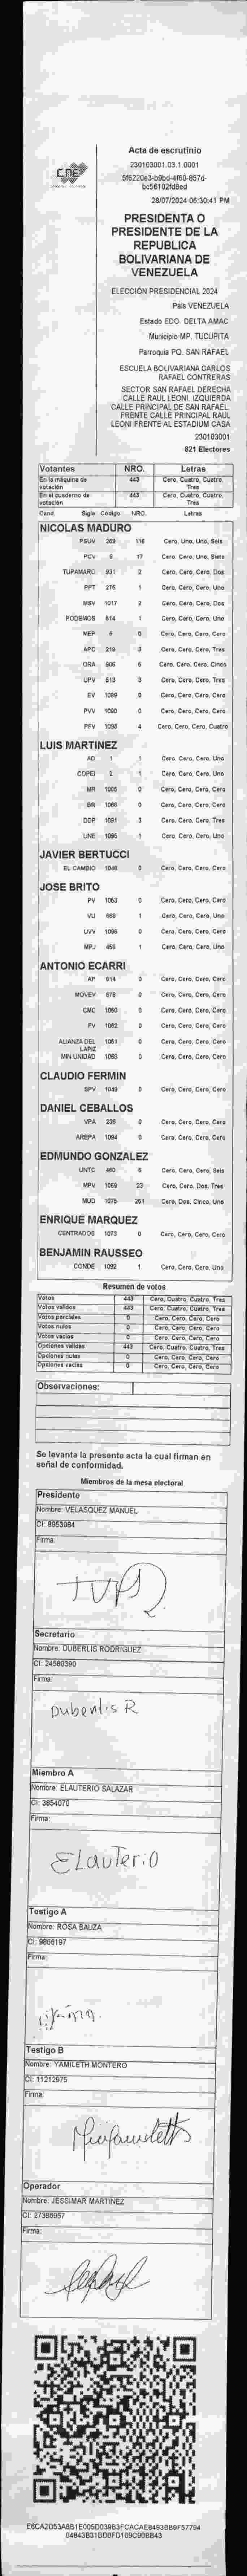 CNE
Acta de escrutinio
230103001.03.1.0001
28/07/2024 06:30:41 PM
PRESIDENTA O
PRESIDENTE DE LA
REPUBLICA
BOLIVARIANA DE
VENEZUELA
ELECCIÓN PRESIDENCIAL 2024
País VENEZUELA
Estado EDO. DELTA AMAC
Municipio MP. TUCUPITA
Parroquia PQ. SAN RAFAEL
ESCUELA BOLIVARIANA CARLOS
RAFAEL CONTRERAS
SECTOR SAN RAFAEL DERECHA
CALLE RAUL LEONI. IZQUIERDA
CALLE PRINCIPAL DE SAN RAFAEL.
FRENTE CALLE PRINCIPAL RAUL
LEONI FRENTE AL ESTADIUM CASA
230103001
821 Electores
Votantes NRO. Letras
En la máquina de votación 443 Cero, Cuatro, Cuatro, Tres
En el cuaderno de votación 443 Cero, Cuatro, Cuatro, Tres
Cand. Sigla Código NRO. Letras
NICOLAS MADURO
PSUV 269 116 Cero, Uno, Uno, Seis
PCV 9 17 Cero, Cero, Uno, Siete
TUPAMARO 931 2 Cero, Cero, Cero, Dos
PPT 276 1 Cero, Cero, Cero, Uno
MSV 1017 2 Cero, Cero, Cero, Dos
PODEMOS 814 1 Cero, Cero, Cero, Uno
MEP 6 0 Cero, Cero, Cero, Cero
APC 219 3 Cero, Cero, Cero, Tres
ORA 906 5 Cero, Cero, Cero, Cinco
UPV 513 3 Cero, Cero, Cero, Tres
EV 1099 0 Cero, Cero, Cero, Cero
PVV 1090 0 Cero, Cero, Cero, Cero
PFV 1093 4 Cero, Cero, Cero, Cuatro
LUIS MARTINEZ
AD 1 1 Cero, Cero, Cero, Uno
COPEI 2 1 Cero, Cero, Cero, Uno
MR 1065 0 Cero, Cero, Cero, Cero
BR 1066 0 Cero, Cero, Cero, Cero
DDP 1091 3 Cero, Cero, Cero, Tres
UNE 1095 1 Cero, Cero, Cero, Uno
JAVIER BERTUCCI
EL CAMBIO 1046 0 Cero, Cero, Cero, Cero
JOSE BRITO
PV 1053 0 Cero, Cero, Cero, Cero
VU 668 1 Cero, Cero, Cero, Uno
UVV 1096 0 Cero, Cero, Cero, Cero
MPJ 450 1 Cero, Cero, Cero, Uno
ANTONIO ECARRI
AP 914 0 Cero, Cero, Cero, Cero
MOVEV 678 0 Cero, Cero, Cero, Cero
CMC 1050 0 Cero, Cero, Cero, Cero
FV 1062 0 Cero, Cero, Cero, Cero
ALIANZA DEL LAPIZ 1051 0 Cero, Cero, Cero, Cero
MIN UNIDAD 1065 0 Cero, Cero, Cero, Cero
CLAUDIO FERMIN
SPV 1049 0 Cero, Cero, Cero, Cero
DANIEL CEBALLOS
VPA 236 0 Cero, Cero, Cero, Cero
AREPA 1094 0 Cero, Cero, Cero, Cero
EDMUNDO GONZALEZ
UNTC 460 6 Cero, Cero, Cero, Seis
MPV 1069 23 Cero, Cero, Dos, Tres
MUD 1075 251 Cero, Dos, Cinco, Uno
ENRIQUE MARQUEZ
CENTRADOS 1073 0 Cero, Cero, Cero, Cero
BENJAMIN RAUSSEO
CONDE 1092 1 Cero, Cero, Cero, Uno
Resumen de votos
Votos 443 Cero, Cuatro, Cuatro, Tres
Votos validos 443 Cero, Cuatro, Cuatro, Tres
Votos parciales 0 Cero, Cero, Cero, Cero
Votos nulos 0 Cero, Cero, Cero, Cero
Votos vacios 0 Cero, Cero, Cero, Cero
Opciones validas 443 Cero, Cuatro, Cuatro, Tres
Opciones nulas 0 Cero, Cero, Cero, Cero
Opciones vacias 0 Cero, Cero, Cero, Cero
Observaciones:
Se levanta la presente acta la cual firman en
señal de conformidad.
Miembros de la mesa electoral
Presidente
Nombre: VELASQUEZ MANUEL
CI: 8953984
Firma:
Secretario
Nombre: DUBERLIS RODRIGUEZ
CI: 24580390
Firma:
Duberlis R
Miembro A
Nombre: ELAUTERIO SALAZAR
CI: 3854070
Firma:
ELauTerio
Testigo A
Nombre: ROSA BAUZA
CI: 9866197
Firma:
Testigo B
Nombre: YAMILETH MONTERO
CI: 11212975
Firma:
Operador
Nombre: JESSIMAR MARTINEZ
CI: 27386957
Firma: